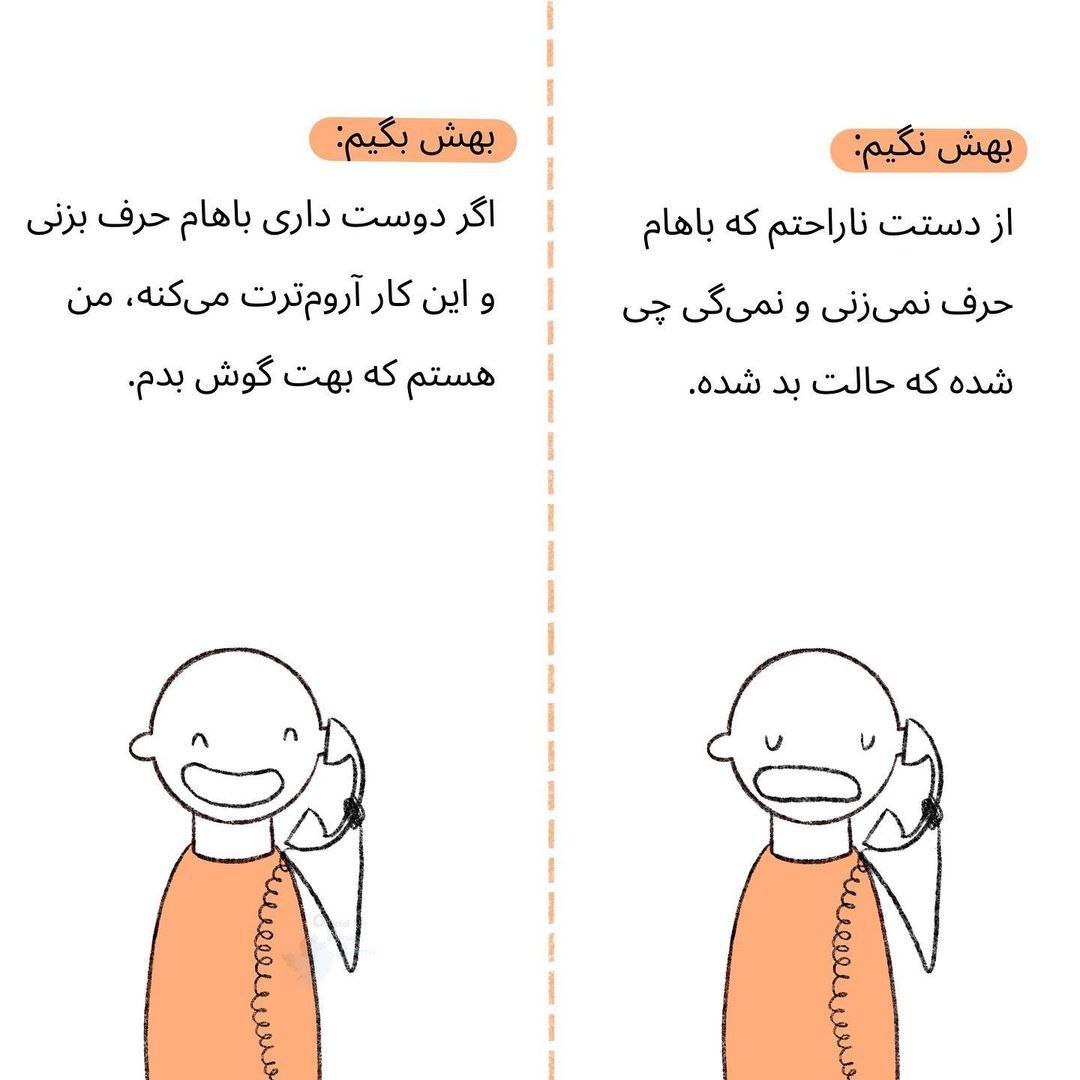 بهش نگیم:
از دستت ناراحتم که باهام
حرف نمی‌زنی و نمی‌گی چی
شده که حالت بد شده.
بهش بگیم:
اگر دوست داری باهام حرف بزنی
و این کار آروم‌ترت می‌کنه، من
هستم که بهت گوش بدم.